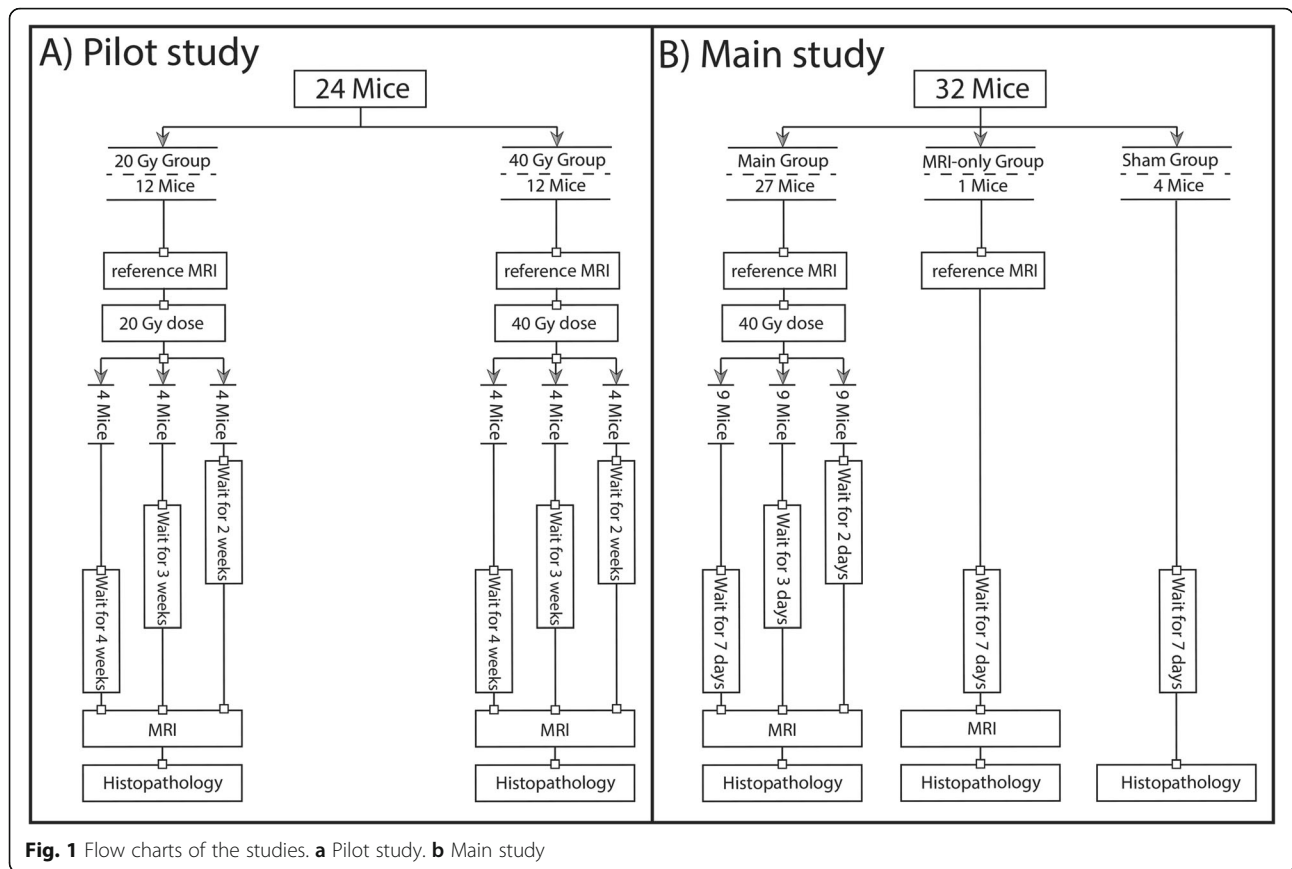 A) Pilot study
24 Mice
20 Gy Group
12 Mice
40 Gy Group
12 Mice
reference MRI
reference MRI
20 Gy dose
40 Gy dose
4 Mice
4 Mice
4 Mice
4 Mice
4 Mice
4 Mice
Wait for 4 weeks
Wait for 3 weeks
Wait for 2 weeks
Wait for 4 weeks
Wait for 3 weeks
Wait for 2 weeks
MRI
MRI
Histopathology
Histopathology
B) Main study
32 Mice
Main Group
27 Mice
MRI-only Group
1 Mice
Sham Group
4 Mice
reference MRI
reference MRI
40 Gy dose
9 Mice
9 Mice
9 Mice
Wait for 7 days
Wait for 3 days
Wait for 2 days
Wait for 7 days
Wait for 7 days
MRI
MRI
Histopathology
Histopathology
Histopathology
Fig. 1 Flow charts of the studies. a Pilot study. b Main study